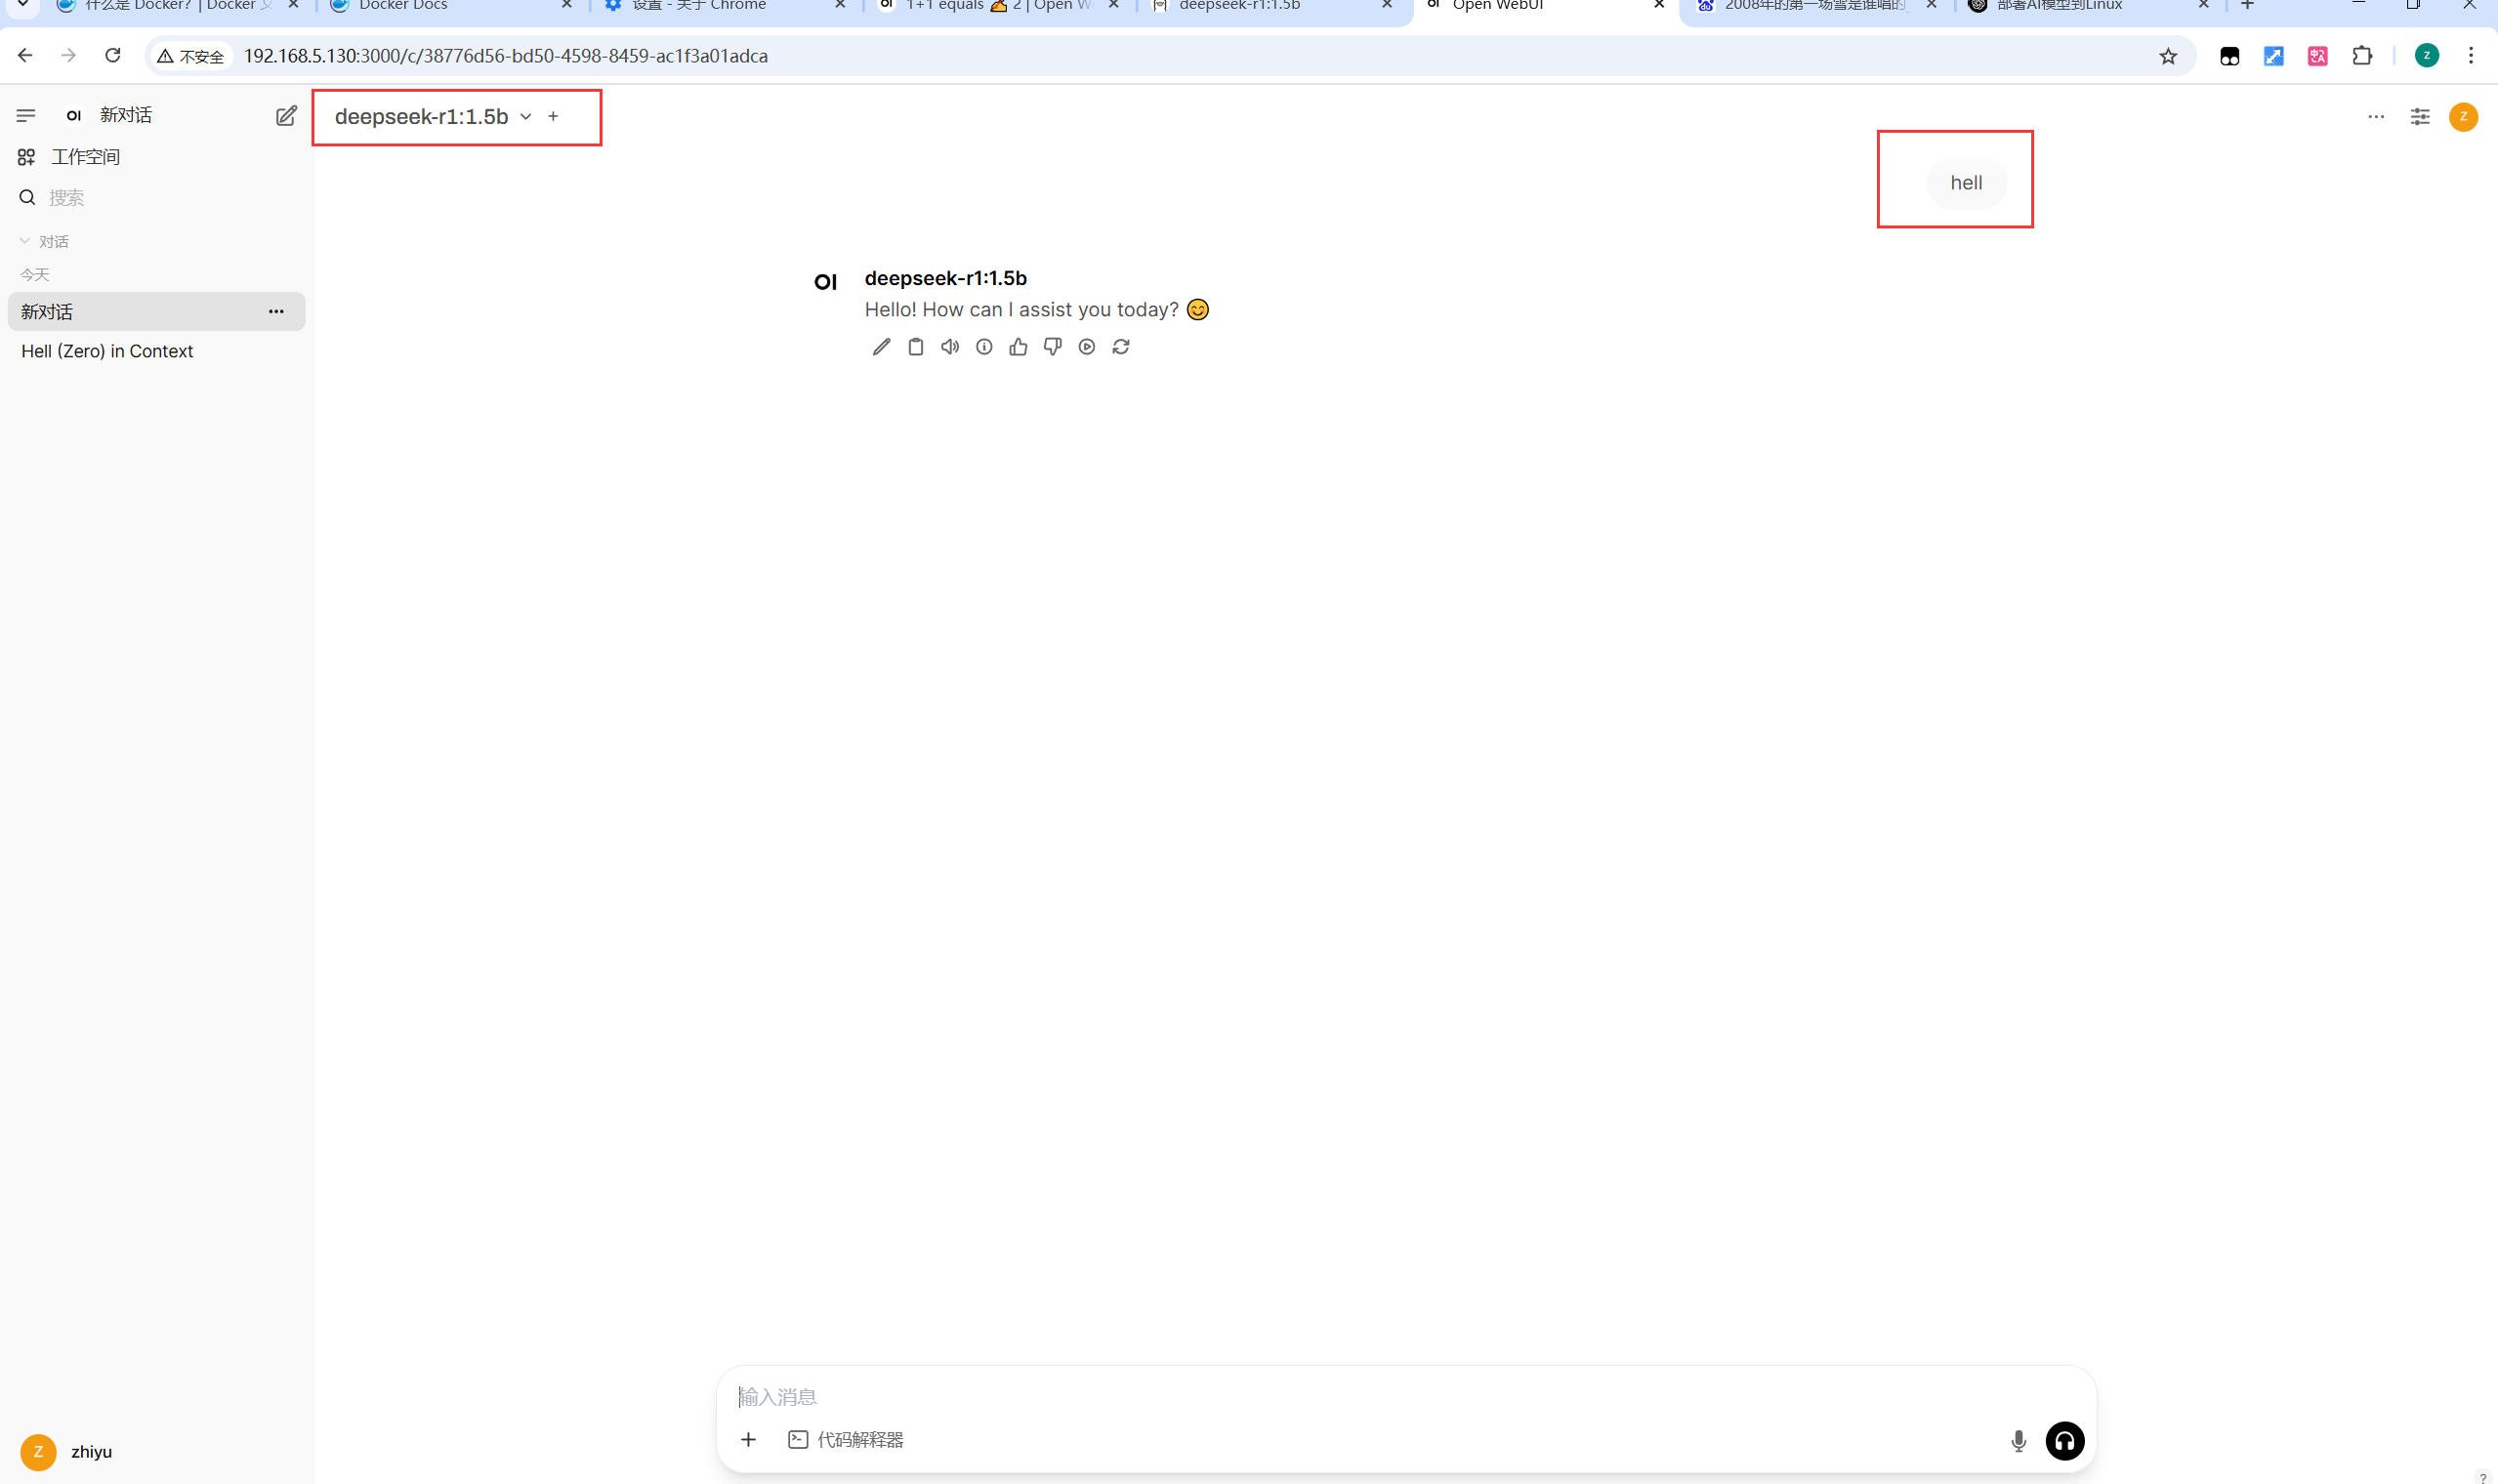 什么是 Docker? | Docker 文
Docker Docs
设置 - 关于 Chrome
1+1 equals ✍️ 2 | Open W
deepseek-r1:1.5b
Open WebUI
2008年的第一场雪是谁唱的
部署AI模型到Linux
不安全
192.168.5.130:3000/c/38776d56-bd50-4598-8459-ac1f3a01adca
Z
OI 新对话
deepseek-r1:1.5b
Z
工作空间
hell
搜索
对话
今天
OI deepseek-r1:1.5b
新对话
Hello! How can I assist you today? 😊
Hell (Zero) in Context
输入消息
代码解释器
Z zhiyu
?